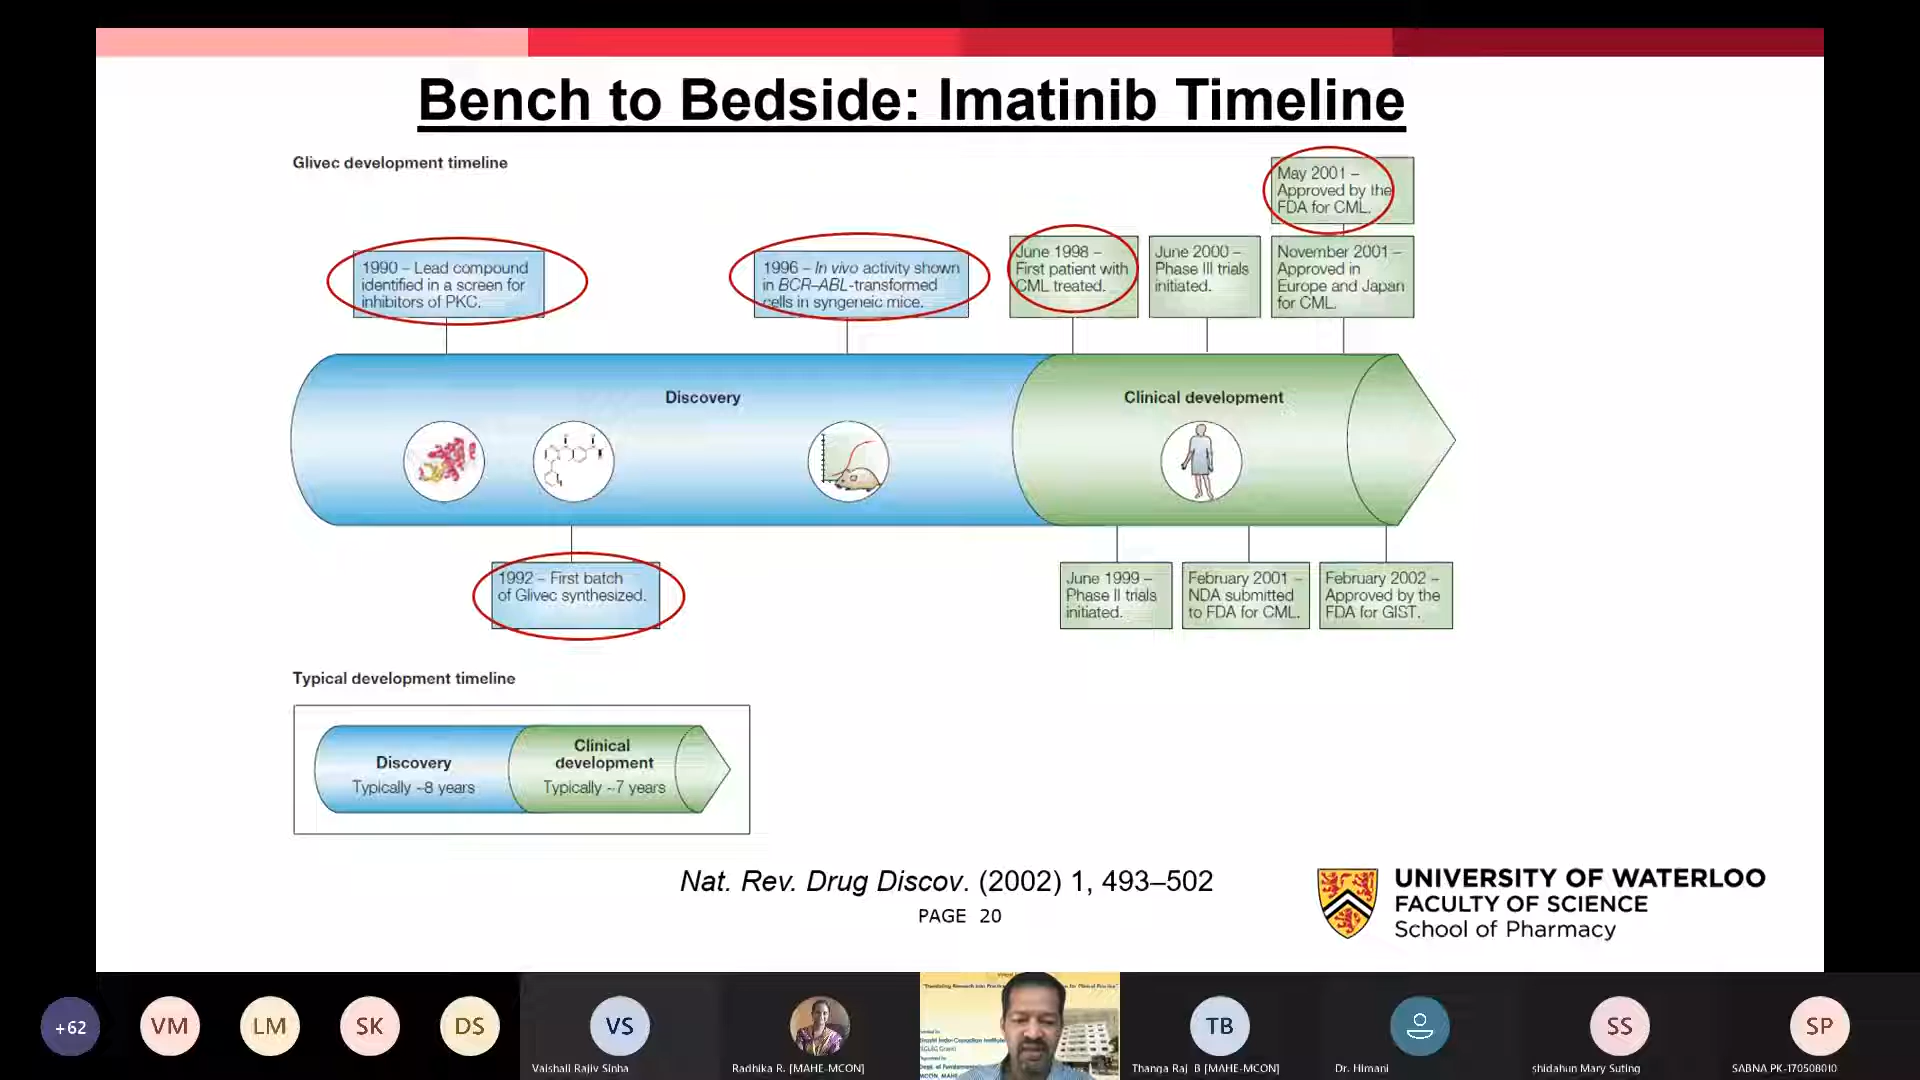 Bench to Bedside: Imatinib Timeline
Glivec development timeline
May 2001 –
Approved by the
FDA for CML.
1990 – Lead compound
identified in a screen for
inhibitors of PKC.
1996 – In vivo activity shown
in BCR–ABL-transformed
cells in syngeneic mice.
June 1998 –
First patient with
CML treated.
June 2000 –
Phase III trials
initiated.
November 2001 –
Approved in
Europe and Japan
for CML.
Discovery
Clinical development
1992 – First batch
of Glivec synthesized.
June 1999 –
Phase II trials
initiated.
February 2001 –
NDA submitted
to FDA for CML.
February 2002 –
Approved by the
FDA for GIST.
Typical development timeline
Discovery
Typically ~8 years
Clinical
development
Typically ~7 years
Nat. Rev. Drug Discov. (2002) 1, 493–502
PAGE 20
UNIVERSITY OF WATERLOO
FACULTY OF SCIENCE
School of Pharmacy
+62
VM
LM
SK
DS
VS
TB
SS
SP
Vaishali Rajiv Sinha
Radhika R. [MAHE-MCON]
Thanga Raj B [MAHE-MCON]
Dr. Himani
shidahun Mary Suting
SABNA PK-170508010